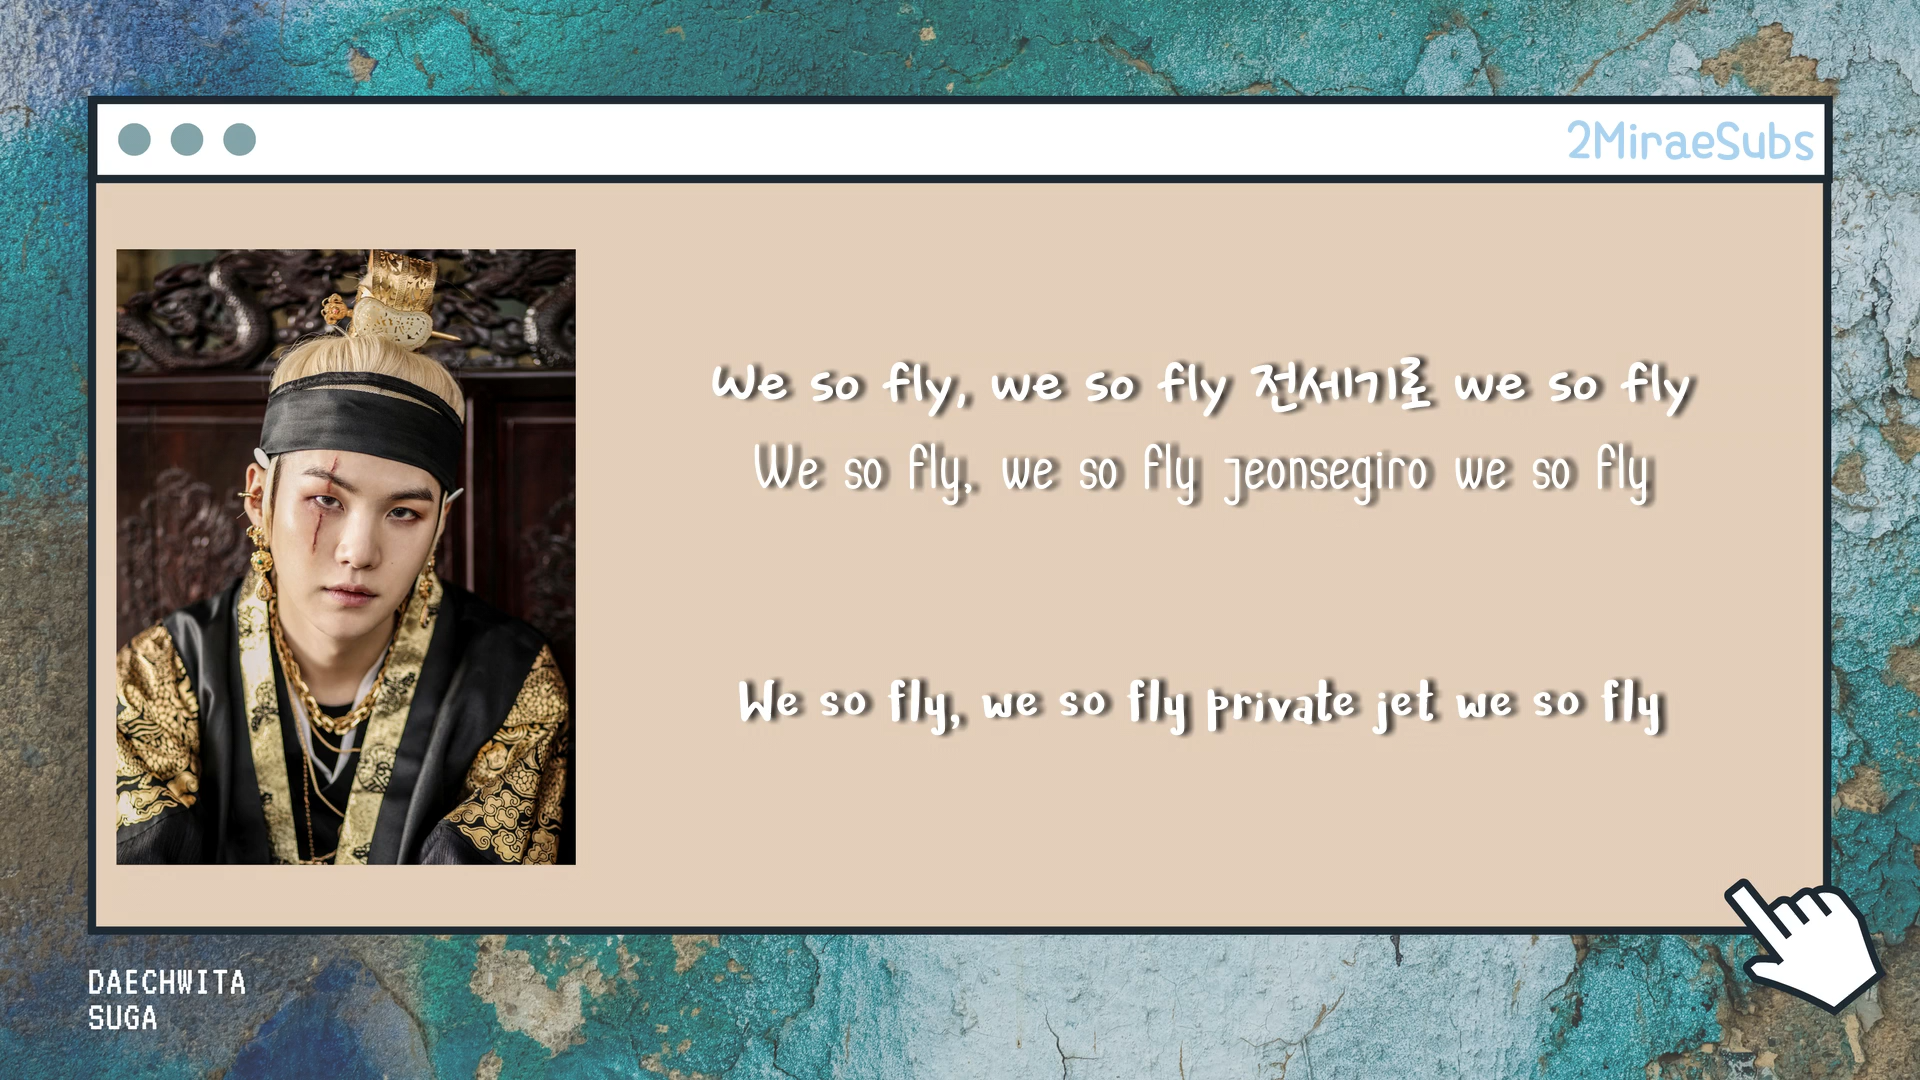 2MiraeSubs
We so fly, we so fly 전세기로 we so fly
We so fly, we so fly jeonsegiro we so fly
We so fly, we so fly private jet we so fly
DAECHWITA
SUGA